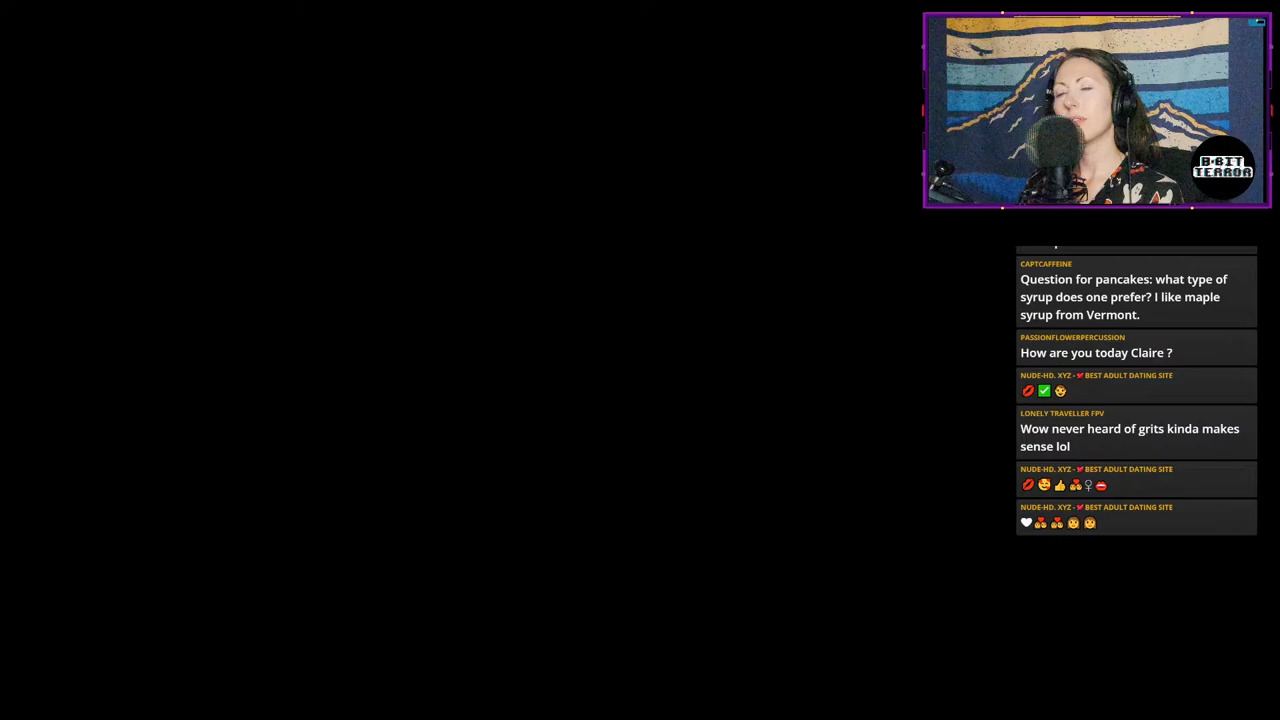 8-BIT
TERROR
CAPTCAFFEINE
Question for pancakes: what type of
syrup does one prefer? I like maple
syrup from Vermont.
PASSIONFLOWERPERCUSSION
How are you today Claire ?
NUDE-HD. XYZ - 💘BEST ADULT DATING SITE
LONELY TRAVELLER FPV
Wow never heard of grits kinda makes
sense lol
NUDE-HD. XYZ - 💘BEST ADULT DATING SITE
NUDE-HD. XYZ - 💘BEST ADULT DATING SITE